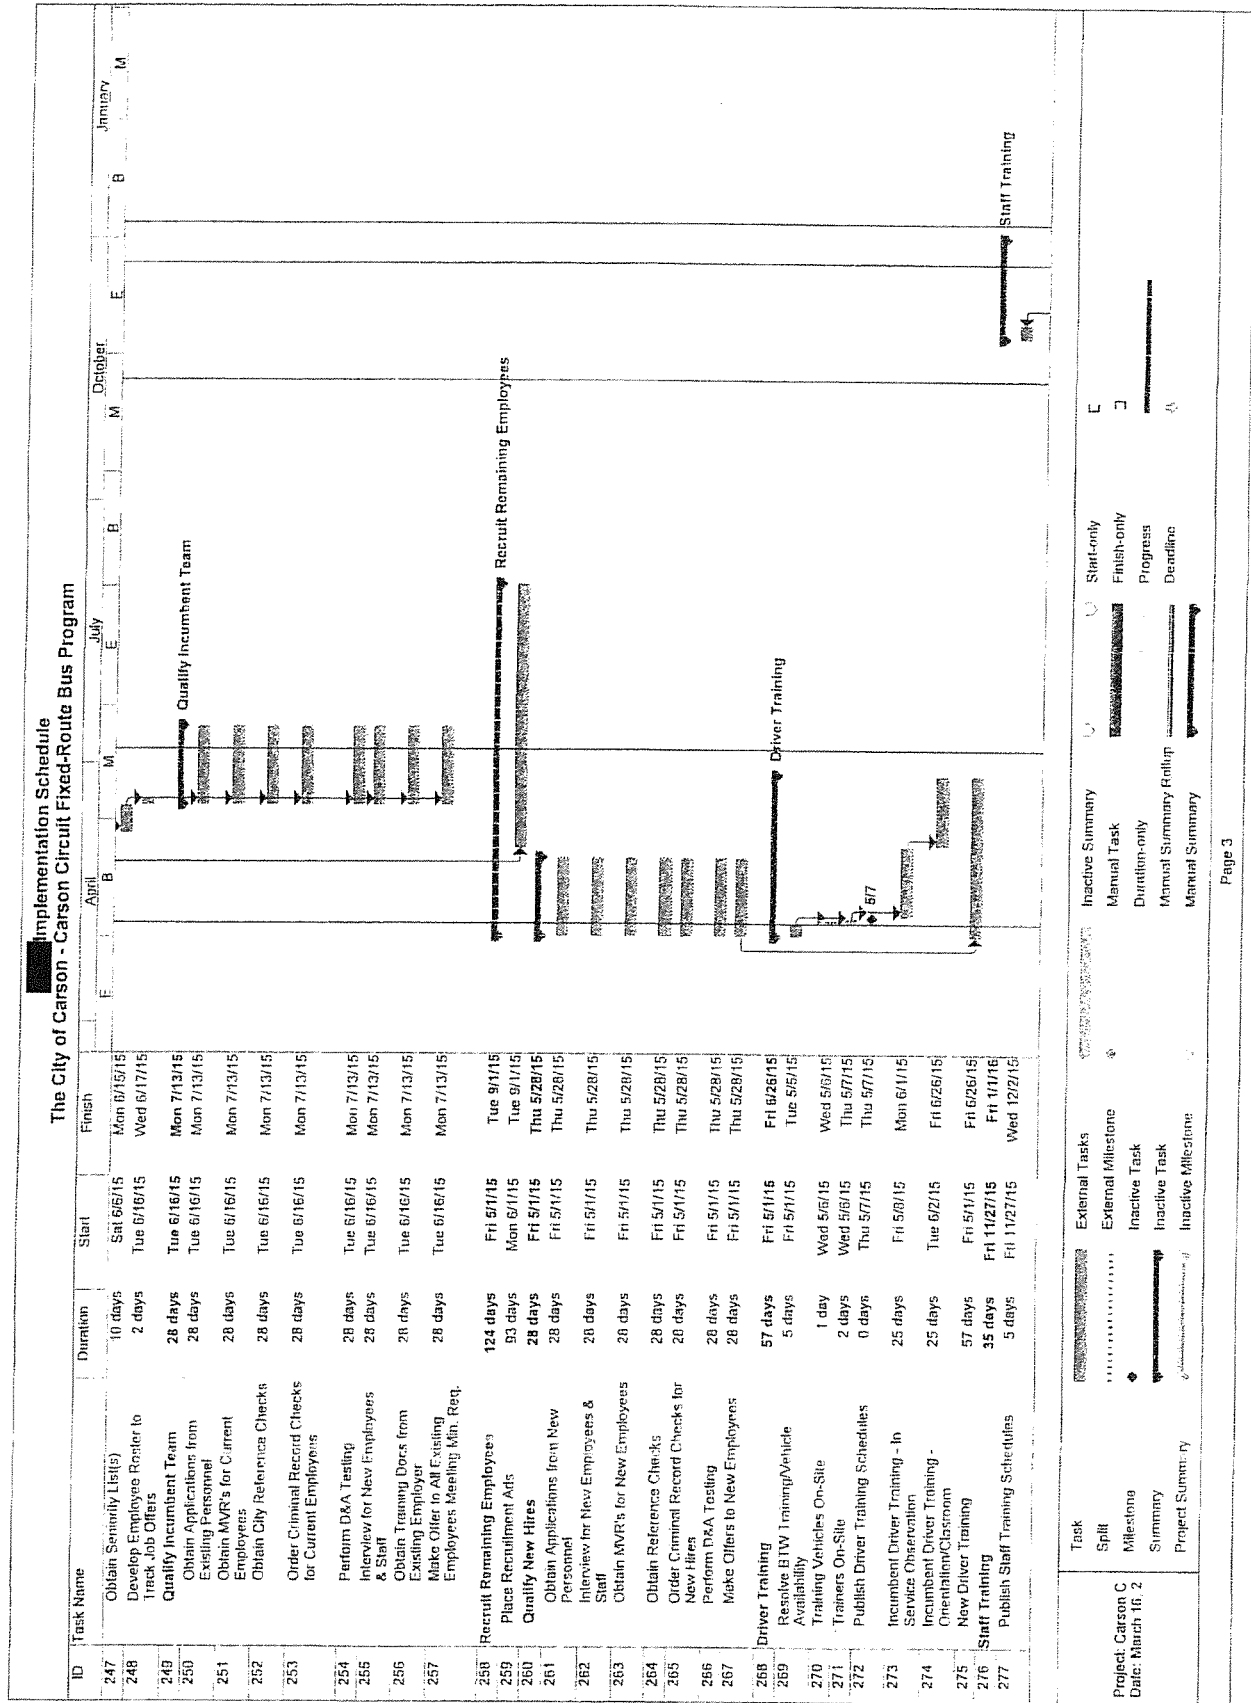 Implementation Schedule
The City of Carson - Carson Circuit Fixed-Route Bus Program
ID Task Name Duration Start Finish
April July October January
E B M E B M E B M
247 Obtain Seniority List(s) 10 days Sat 6/6/15 Mon 6/15/15
248 Develop Employee Roster to Track Job Offers 2 days Tue 6/16/15 Wed 6/17/15
249 Qualify Incumbent Team 28 days Tue 6/16/15 Mon 7/13/15
250 Obtain Applications from Existing Personnel 28 days Tue 6/16/15 Mon 7/13/15
251 Obtain MVR's for Current Employees 28 days Tue 6/16/15 Mon 7/13/15
252 Obtain City Reference Checks 28 days Tue 6/16/15 Mon 7/13/15
253 Order Criminal Record Checks for Current Employees 28 days Tue 6/16/15 Mon 7/13/15
254 Perform D&A Testing 28 days Tue 6/16/15 Mon 7/13/15
255 Interview for New Employees & Staff 28 days Tue 6/16/15 Mon 7/13/15
256 Obtain Training Docs from Existing Employer 28 days Tue 6/16/15 Mon 7/13/15
257 Make Offer to All Existing Employees Meeting Min. Req. 28 days Tue 6/16/15 Mon 7/13/15
258 Recruit Remaining Employees 124 days Fri 5/1/15 Tue 9/1/15
259 Place Recruitment Ads 93 days Mon 6/1/15 Tue 9/1/15
260 Qualify New Hires 28 days Fri 5/1/15 Thu 5/28/15
261 Obtain Applications from New Personnel 28 days Fri 5/1/15 Thu 5/28/15
262 Interview for New Employees & Staff 28 days Fri 5/1/15 Thu 5/28/15
263 Obtain MVR's for New Employees 28 days Fri 5/1/15 Thu 5/28/15
264 Obtain Reference Checks 28 days Fri 5/1/15 Thu 5/28/15
265 Order Criminal Record Checks for New Hires 28 days Fri 5/1/15 Thu 5/28/15
266 Perform D&A Testing 28 days Fri 5/1/15 Thu 5/28/15
267 Make Offers to New Employees 28 days Fri 5/1/15 Thu 5/28/15
268 Driver Training 57 days Fri 5/1/15 Fri 6/26/15
269 Resolve BTW Training/Vehicle Availability 5 days Fri 5/1/15 Tue 5/5/15
270 Training Vehicles On-Site 1 day Wed 5/6/15 Wed 5/6/15
271 Trainers On-Site 2 days Wed 5/6/15 Thu 5/7/15
272 Publish Driver Training Schedules 0 days Thu 5/7/15 Thu 5/7/15
273 Incumbent Driver Training - In Service Observation 25 days Fri 5/8/15 Mon 6/1/15
274 Incumbent Driver Training - Orientation/Classroom 25 days Tue 6/2/15 Fri 6/26/15
275 New Driver Training 57 days Fri 5/1/15 Fri 6/26/15
276 Staff Training 35 days Fri 11/27/15 Fri 1/1/16
277 Publish Staff Training Schedules 5 days Fri 11/27/15 Wed 12/2/15
Qualify Incumbent Team
Recruit Remaining Employees
Driver Training
5/7
Staff Training
Project: Carson C
Date: March 16, 2
Task External Tasks Inactive Summary Start-only
Split External Milestone Manual Task Finish-only
Milestone Inactive Task Duration-only Progress
Summary Inactive Task Manual Summary Rollup Deadline
Project Summary Inactive Milestone Manual Summary
Page 3